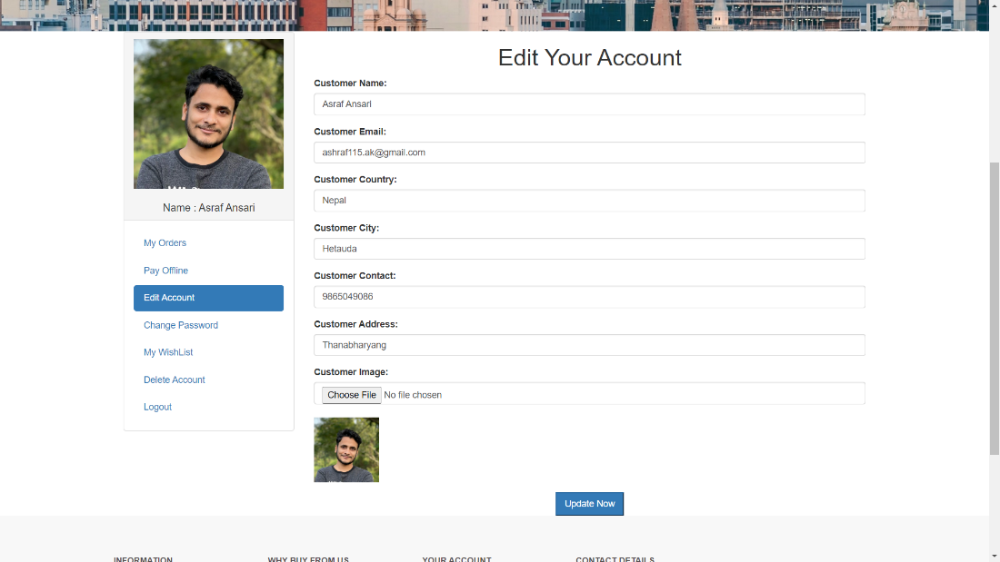 Name : Asraf Ansari
My Orders
Pay Offline
Edit Account
Change Password
My WishList
Delete Account
Logout
Edit Your Account
Customer Name:
Asraf Ansari
Customer Email:
ashraf115.ak@gmail.com
Customer Country:
Nepal
Customer City:
Hetauda
Customer Contact:
9865049086
Customer Address:
Thanabharyang
Customer Image:
Choose File No file chosen
Update Now
INFORMATION
WHY BUY FROM US
YOUR ACCOUNT
CONTACT DETAILS